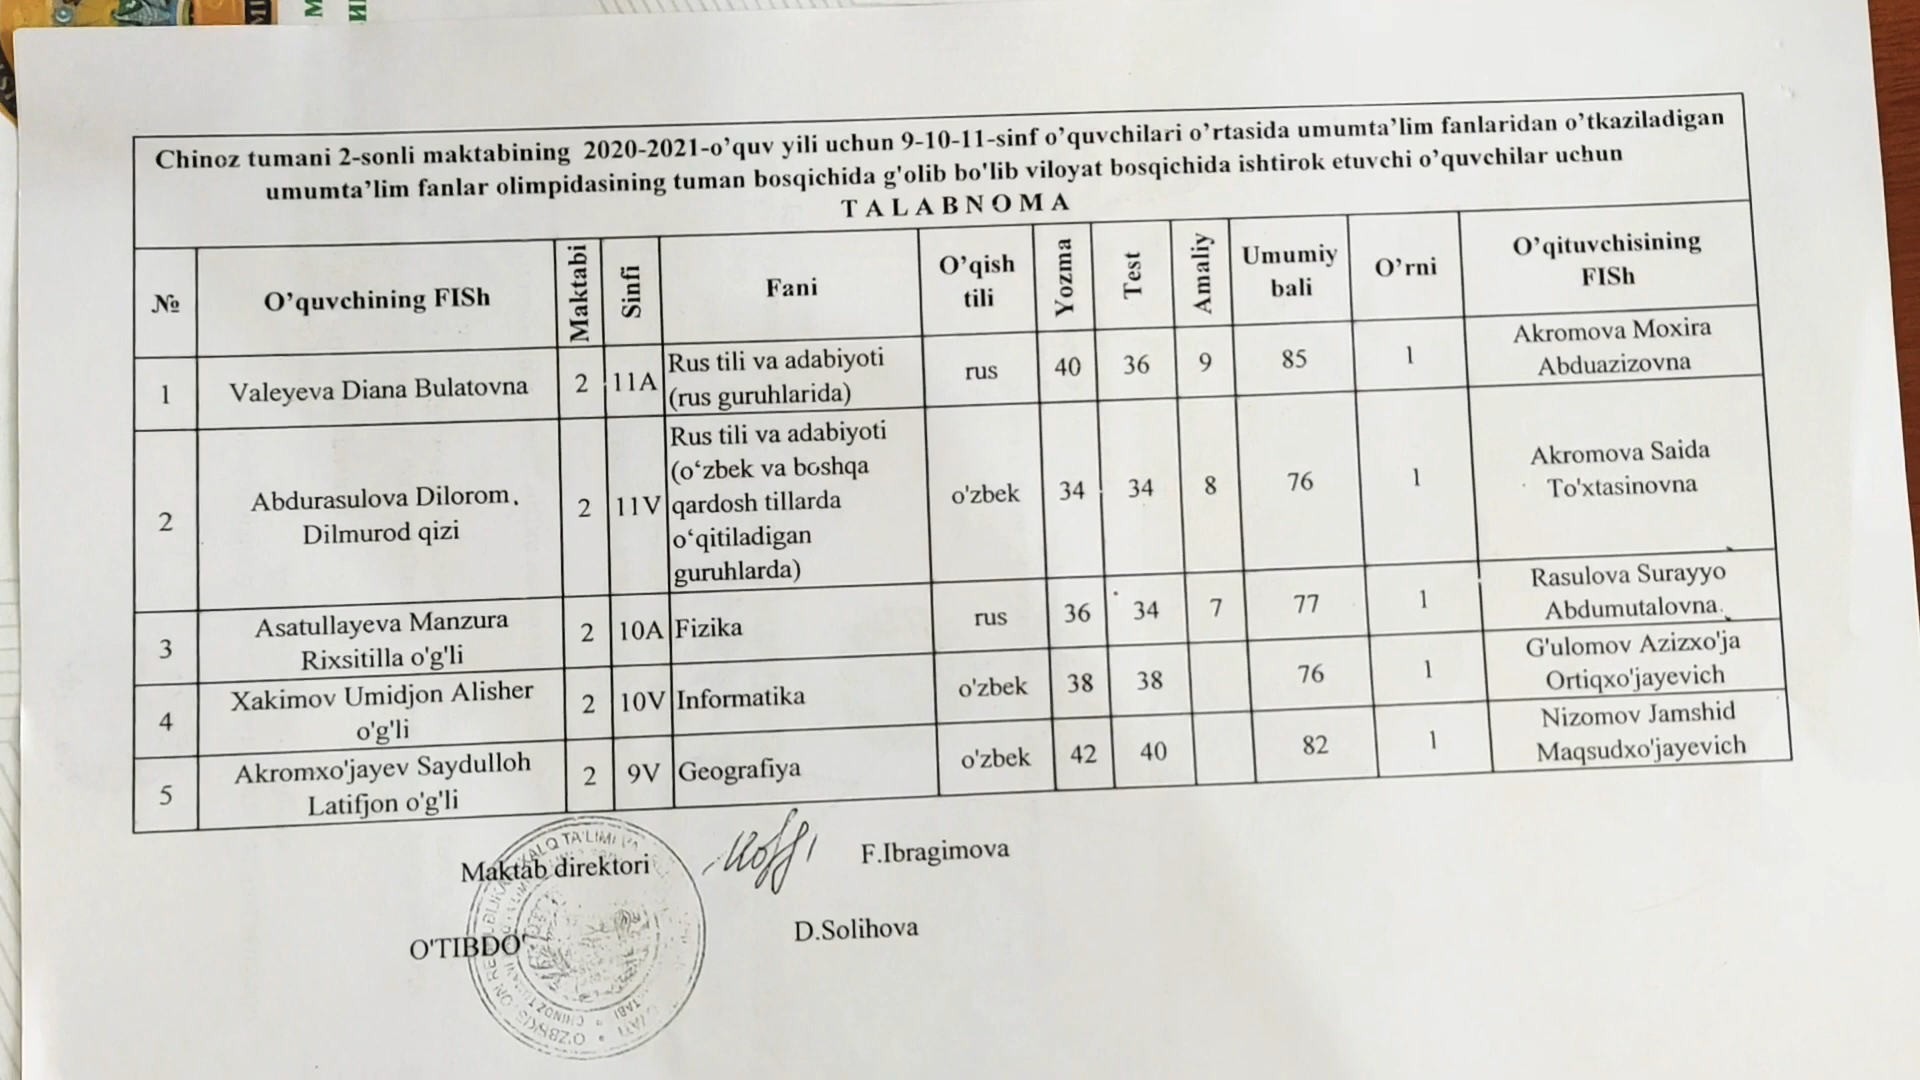 Chinoz tumani 2-sonli maktabining 2020-2021-o’quv yili uchun 9-10-11-sinf o’quvchilari o’rtasida umumta’lim fanlaridan o’tkaziladigan
umumta’lim fanlar olimpidasining tuman bosqichida g'olib bo'lib viloyat bosqichida ishtirok etuvchi o’quvchilar uchun
T A L A B N O M A
№ O’quvchining FISh Maktabi Sinfi Fani O’qish tili Yozma Test Amaliy Umumiy bali O’rni O’qituvchisining FISh
1 Valeyeva Diana Bulatovna 2 11A Rus tili va adabiyoti (rus guruhlarida) rus 40 36 9 85 1 Akromova Moxira Abduazizovna
2 Abdurasulova Dilorom Dilmurod qizi 2 11V Rus tili va adabiyoti (o‘zbek va boshqa qardosh tillarda o‘qitiladigan guruhlarda) o'zbek 34 34 8 76 1 Akromova Saida To'xtasinovna
3 Asatullayeva Manzura Rixsitilla o'g'li 2 10A Fizika rus 36 34 7 77 1 Rasulova Surayyo Abdumutalovna
4 Xakimov Umidjon Alisher o'g'li 2 10V Informatika o'zbek 38 38 76 1 G'ulomov Azizxo'ja Ortiqxo'jayevich
5 Akromxo'jayev Saydulloh Latifjon o'g'li 2 9V Geografiya o'zbek 42 40 82 1 Nizomov Jamshid Maqsudxo'jayevich
Maktab direktori F.Ibragimova
O'TIBDO' D.Solihova